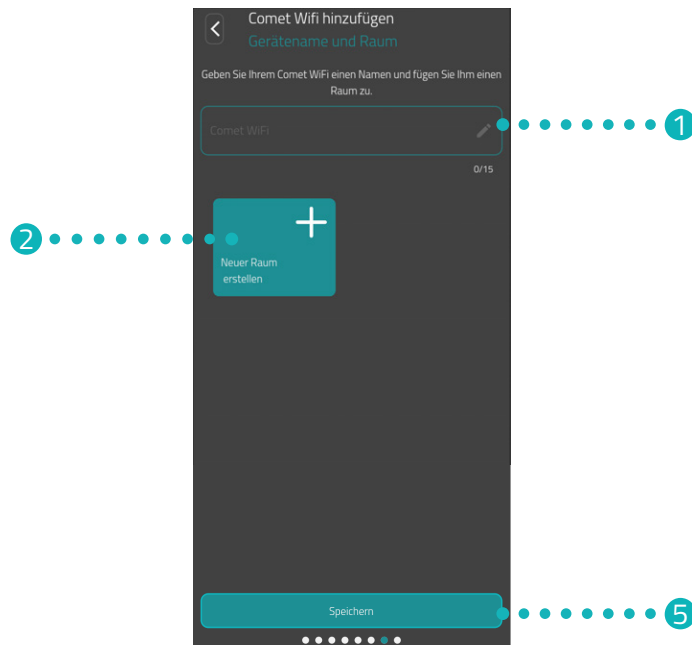 Comet Wifi hinzufügen
Gerätename und Raum
Geben Sie Ihrem Comet WiFi einen Namen und fügen Sie Ihm einen
Raum zu.
Comet WiFi
1
0/15
2
Neuer Raum
erstellen
Speichern
5